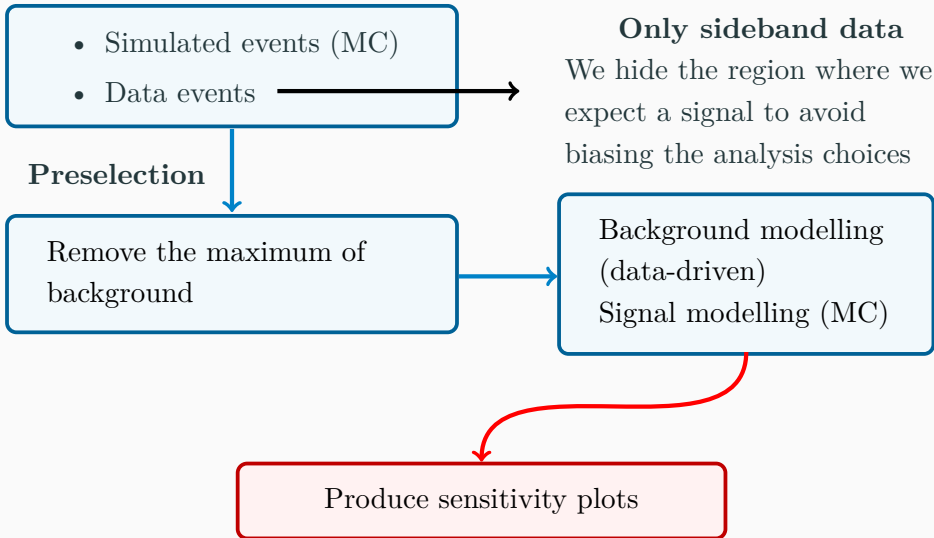 • Simulated events (MC)
• Data events
Only sideband data
We hide the region where we
expect a signal to avoid
biasing the analysis choices
Preselection
Remove the maximum of
background
Background modelling
(data-driven)
Signal modelling (MC)
Produce sensitivity plots